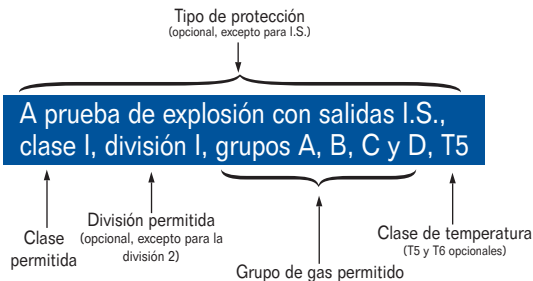 Tipo de protección
(opcional, excepto para I.S.)
A prueba de explosión con salidas I.S.,
clase I, división I, grupos A, B, C y D, T5
Clase
permitida
División permitida
(opcional, excepto para la
división 2)
Grupo de gas permitido
Clase de temperatura
(T5 y T6 opcionales)